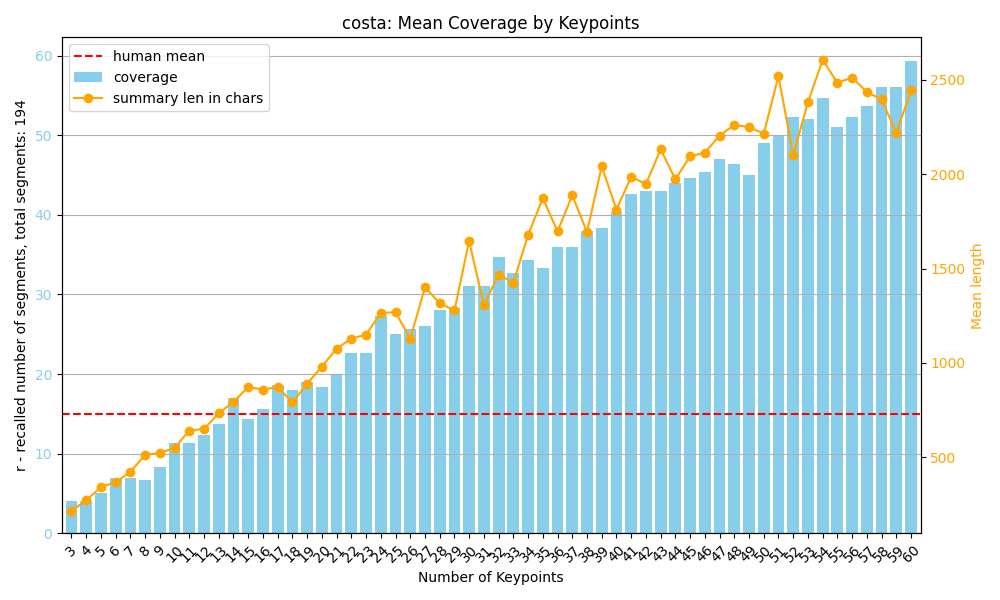 costa: Mean Coverage by Keypoints
human mean
coverage
summary len in chars
r - recalled number of segments, total segments: 194
60
50
40
30
20
10
0
2500
2000
1500
1000
500
Mean length
3 4 5 6 7 8 9 10 11 12 13 14 15 16 17 18 19 20 21 22 23 24 25 26 27 28 29 30 31 32 33 34 35 36 37 38 39 40 41 42 43 44 45 46 47 48 49 50 51 52 53 54 55 56 57 58 59 60
Number of Keypoints